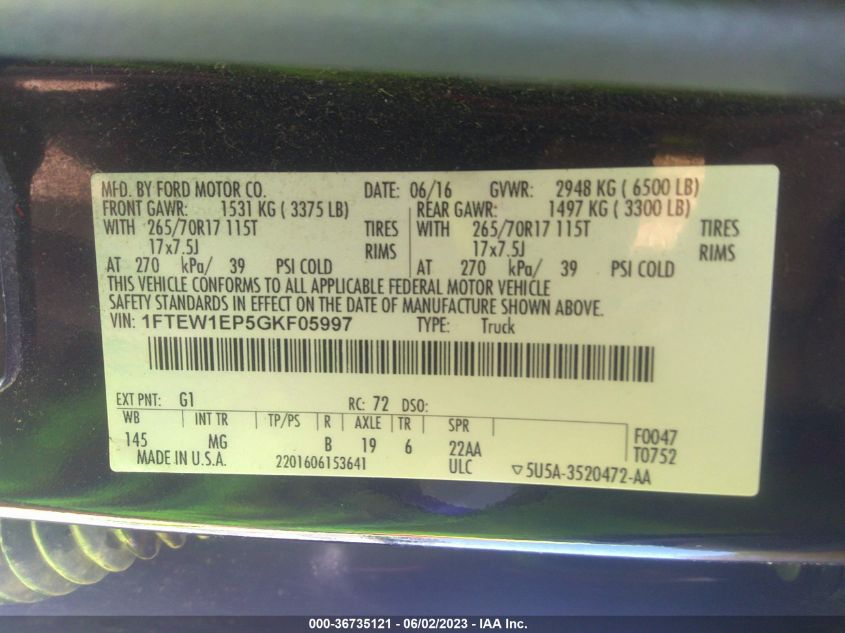 MFD. BY FORD MOTOR CO. DATE: 06/16 GVWR: 2948 KG ( 6500 LB)
FRONT GAWR: 1531 KG ( 3375 LB) REAR GAWR: 1497 KG ( 3300 LB)
WITH 265/70R17 115T TIRES WITH 265/70R17 115T TIRES
17x7.5J RIMS 17x7.5J RIMS
AT 270 kPa/ 39 PSI COLD AT 270 kPa/ 39 PSI COLD
THIS VEHICLE CONFORMS TO ALL APPLICABLE FEDERAL MOTOR VEHICLE
SAFETY STANDARDS IN EFFECT ON THE DATE OF MANUFACTURE SHOWN ABOVE.
VIN: 1FTEW1EP5GKF05997 TYPE: Truck
EXT PNT: G1 RC: 72 DSO:
WB INT TR TP/PS R AXLE TR SPR
145 MG B 19 6 22AA F0047
MADE IN U.S.A. 2201606153641 ULC T0752
▽5U5A-3520472-AA
000-36735121 - 06/02/2023 - IAA Inc.